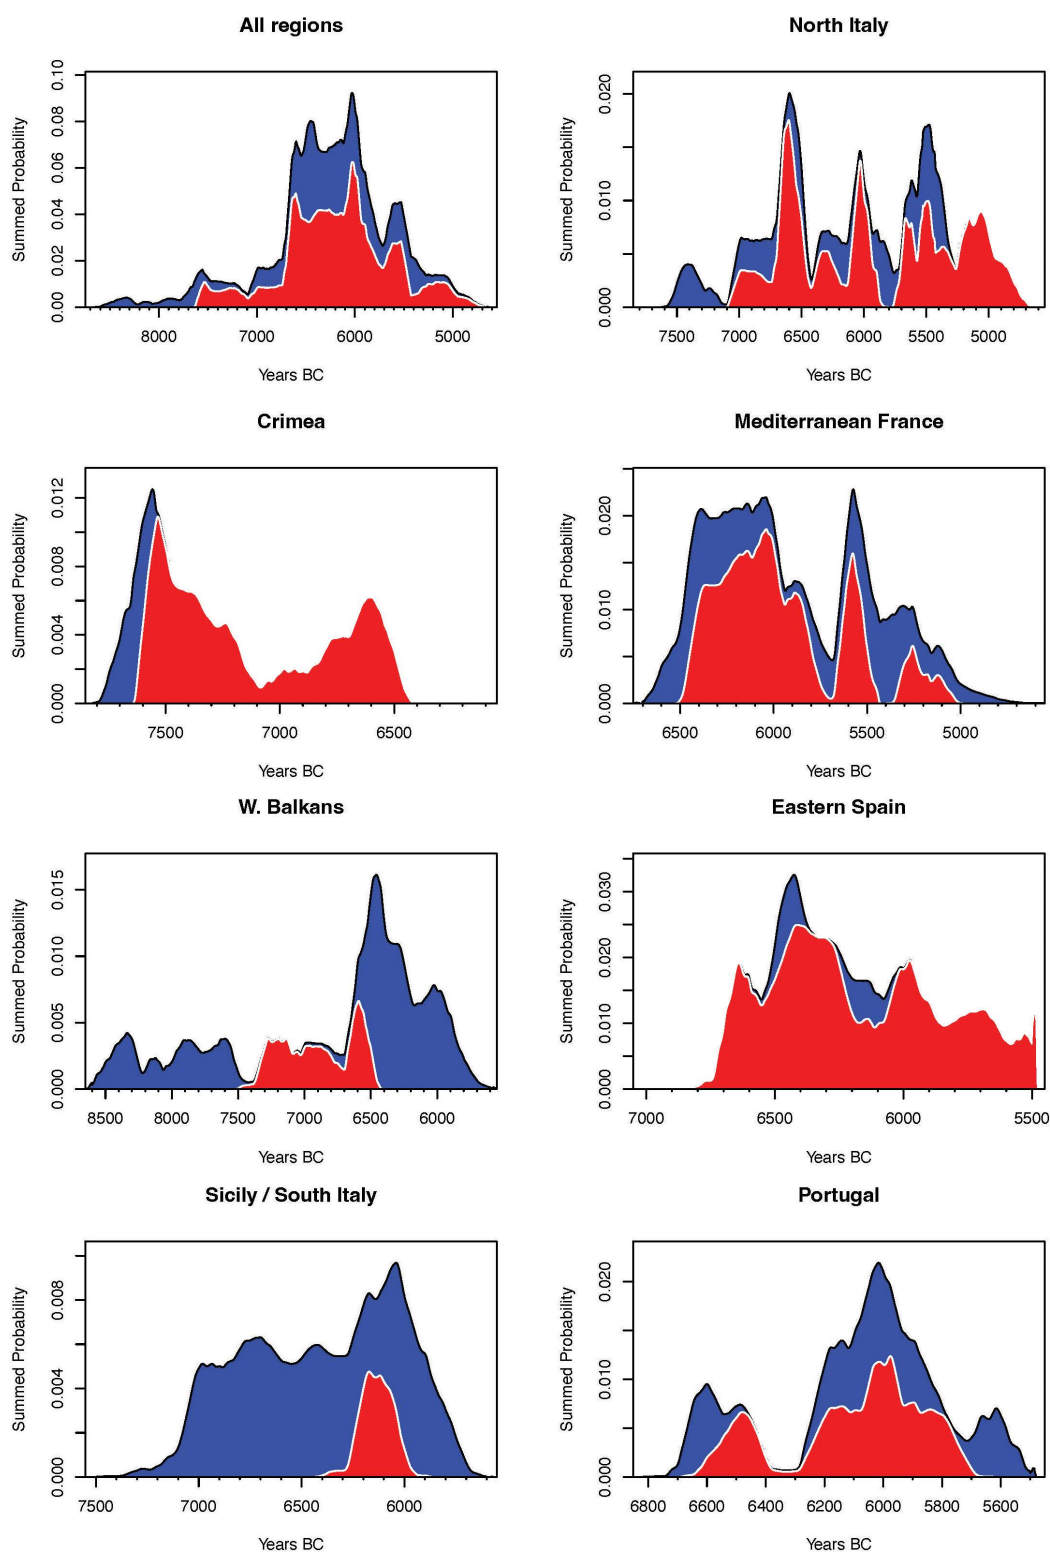 All regions
Summed Probability
0.00 0.02 0.04 0.06 0.08 0.10
8000 7000 6000 5000
Years BC
North Italy
Summed Probability
0.000 0.010 0.020
7500 7000 6500 6000 5500 5000
Years BC
Crimea
Summed Probability
0.000 0.004 0.008 0.012
7500 7000 6500
Years BC
Mediterranean France
Summed Probability
0.000 0.010 0.020
6500 6000 5500 5000
Years BC
W. Balkans
Summed Probability
0.000 0.005 0.010 0.015
8500 8000 7500 7000 6500 6000
Years BC
Eastern Spain
Summed Probability
0.000 0.010 0.020 0.030
7000 6500 6000 5500
Years BC
Sicily / South Italy
Summed Probability
0.000 0.004 0.008
7500 7000 6500 6000
Years BC
Portugal
Summed Probability
0.000 0.010 0.020
6800 6600 6400 6200 6000 5800 5600
Years BC